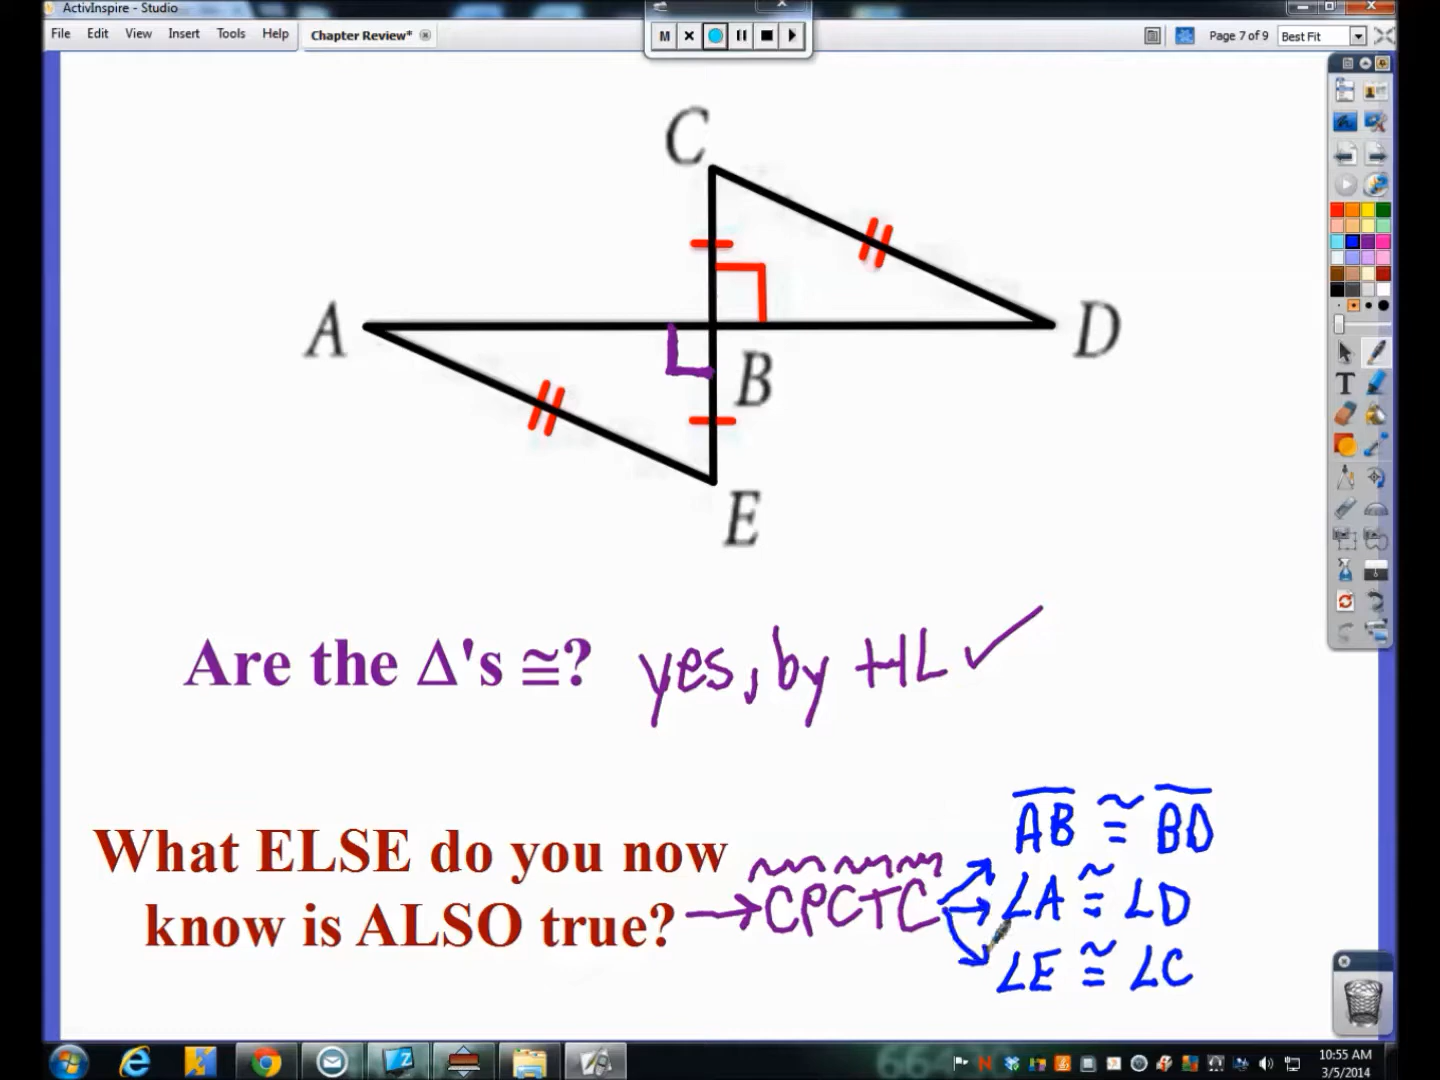 ActivInspire - Studio
File Edit View Insert Tools Help Chapter Review*
M
Page 7 of 9 Best Fit
C
A
D
B
E
T
Are the Δ's ≅? yes, by HL ✓
What ELSE do you now
know is ALSO true? → CPCTC
AB ≅ BD
∠A ≅ ∠D
∠E ≅ ∠C
10:55 AM
3/5/2014